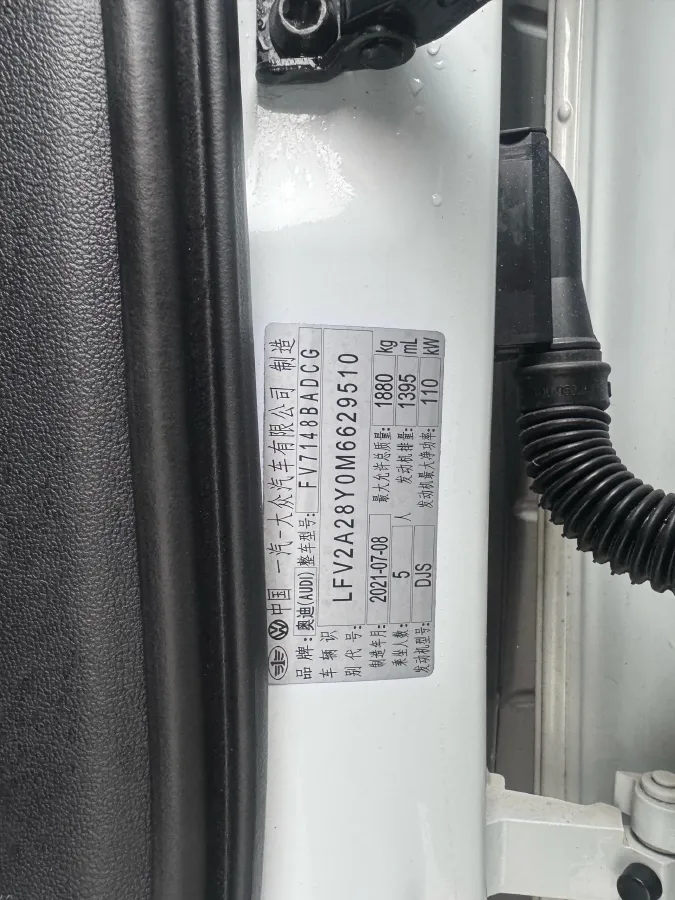 中国 一汽-大众汽车有限公司 制造
品牌:奥迪(AUDI) 整车型号: FV7148BADCG
车辆识别代号: LFV2A28Y0M6629510
制造年月: 2021-07-08 最大允许总质量: 1880 kg
乘坐人数: 5 人 发动机排量: 1395 mL
发动机型号: DJS 发动机最大净功率: 110 kW